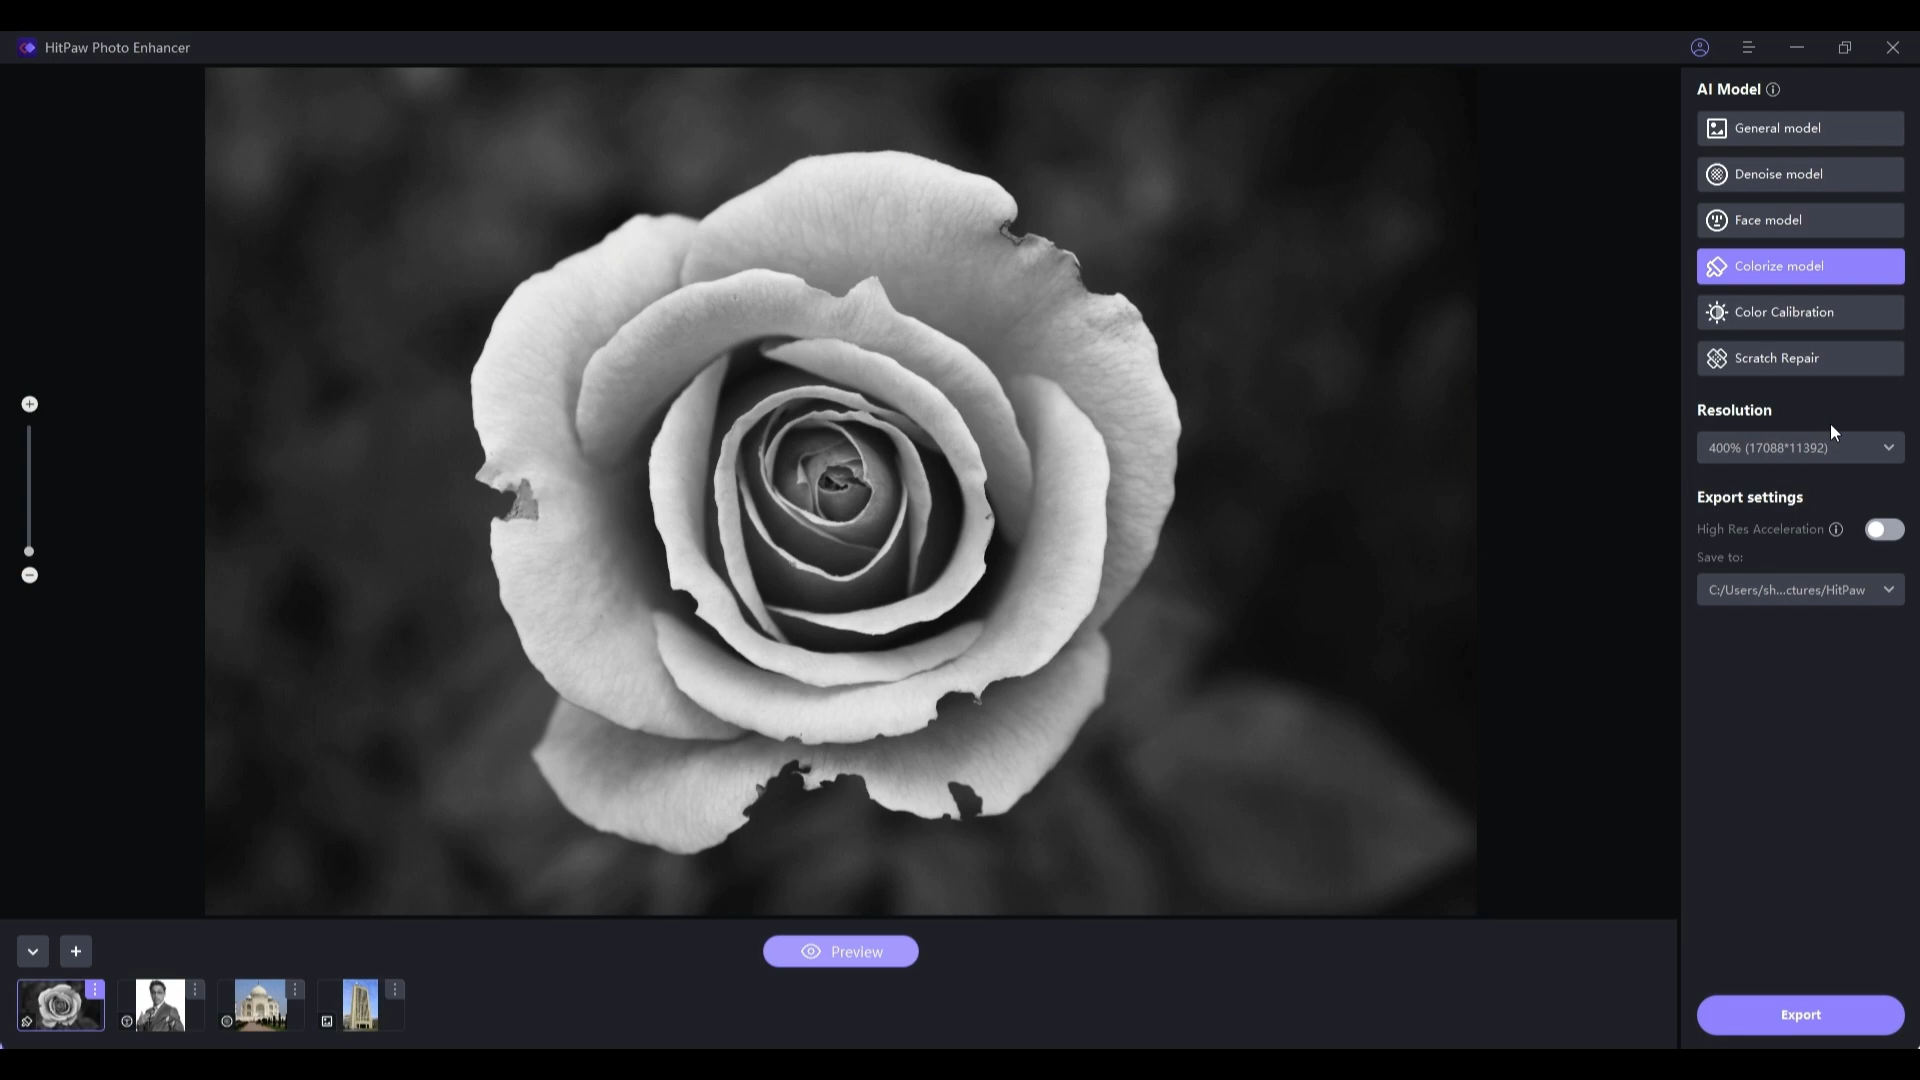 HitPaw Photo Enhancer
AI Model
General model
Denoise model
Face model
Colorize model
Color Calibration
Scratch Repair
Resolution
400% (17088*11392)
Export settings
High Res Acceleration
Save to:
C:/Users/sh...ctures/HitPaw
Preview
Export